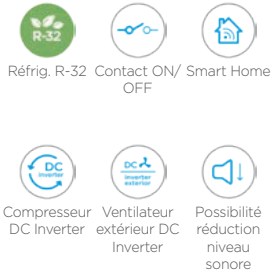 R-32
Réfrig. R-32
Contact ON/
OFF
Smart Home
DC
inverter
Compresseur
DC Inverter
DC
inverter
exterior
Ventilateur
extérieur DC
Inverter
Possibilité
réduction
niveau
sonore